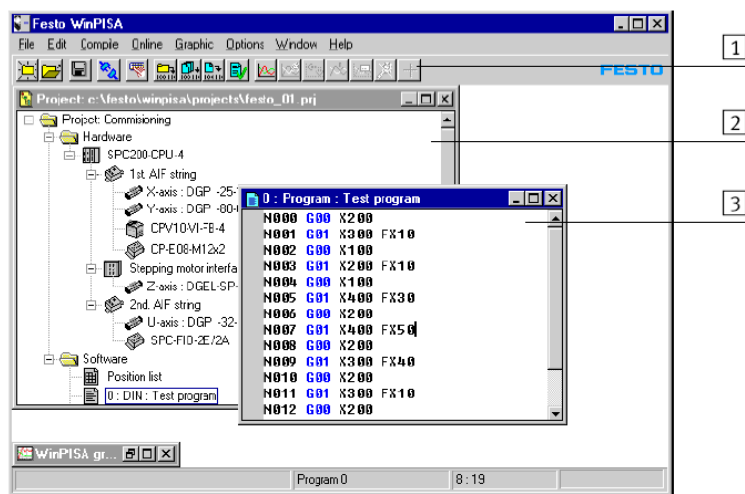 Festo WinPISA
File Edit Compile Online Graphic Options Window Help
FESTO
1
Project: c:\festo\winpisa\projects\festo_01.prj
2
Project: Commisioning
Hardware
SPC200-CPU-4
1st. AIF string
X-axis : DGP -25-
Y-axis : DGP -80-
CPV10-VI-FB-4
CP-E08-M12x2
Stepping motor interfa
Z-axis : DGEL-SP-
2nd. AIF string
U-axis : DGP -32-
SPC-FIO-2E/2A
Software
Position list
0 : DIN : Test program
0 : Program : Test program
3
N000 G00 X200
N001 G01 X300 FX10
N002 G00 X100
N003 G01 X200 FX10
N004 G00 X100
N005 G01 X400 FX30
N006 G00 X200
N007 G01 X400 FX50
N008 G00 X200
N009 G01 X300 FX40
N010 G00 X200
N011 G01 X300 FX10
N012 G00 X200
WinPISA gr...
Program 0
8 : 19